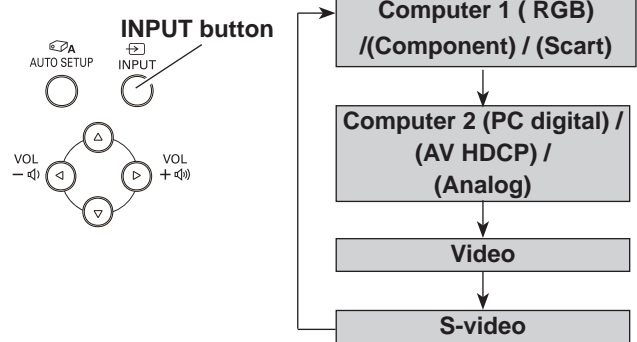 INPUT button
A
AUTO SETUP
INPUT
VOL
−
VOL
+
Computer 1 ( RGB)
/(Component) / (Scart)
Computer 2 (PC digital) /
(AV HDCP) /
(Analog)
Video
S-video